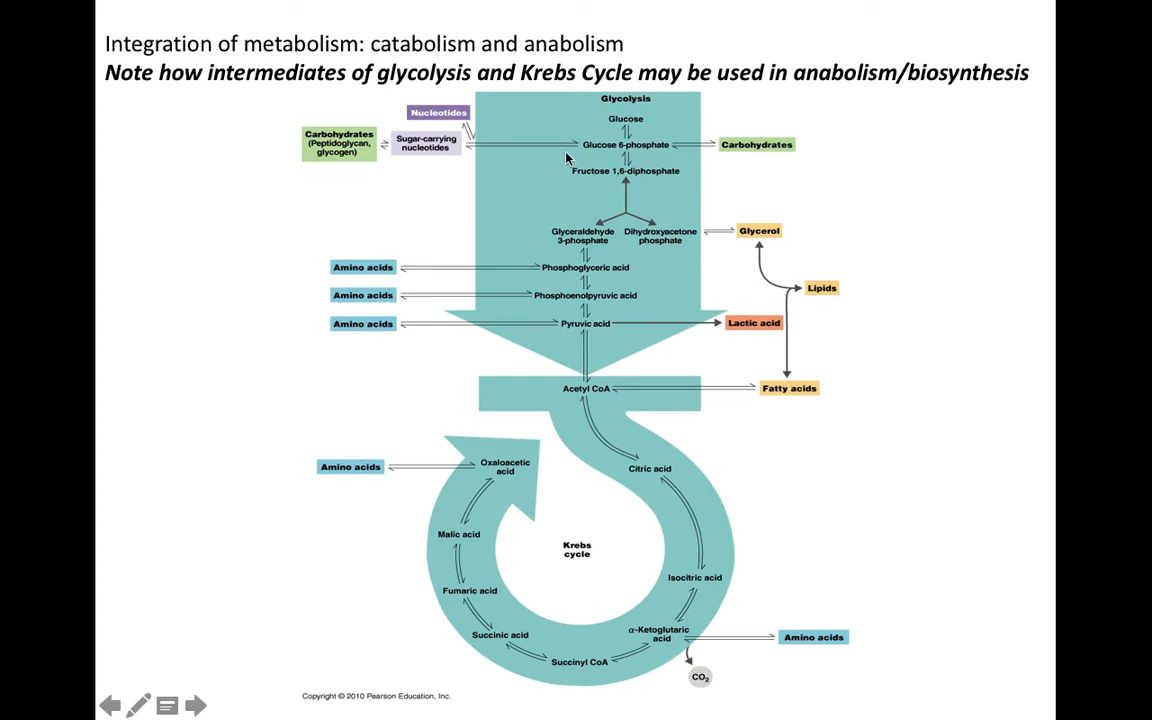 Integration of metabolism: catabolism and anabolism
Note how intermediates of glycolysis and Krebs Cycle may be used in anabolism/biosynthesis
Glycolysis
Nucleotides
Glucose
Carbohydrates
(Peptidoglycan,
glycogen)
Sugar-carrying
nucleotides
Glucose 6-phosphate
Carbohydrates
Fructose 1,6-diphosphate
Glyceraldehyde
3-phosphate
Dihydroxyacetone
phosphate
Glycerol
Amino acids
Phosphoglyceric acid
Lipids
Amino acids
Phosphoenolpyruvic acid
Amino acids
Pyruvic acid
Lactic acid
Acetyl CoA
Fatty acids
Amino acids
Oxaloacetic
acid
Citric acid
Malic acid
Krebs
cycle
Isocitric acid
Fumaric acid
Succinic acid
α-Ketoglutaric
acid
Amino acids
Succinyl CoA
CO₂
Copyright © 2010 Pearson Education, Inc.